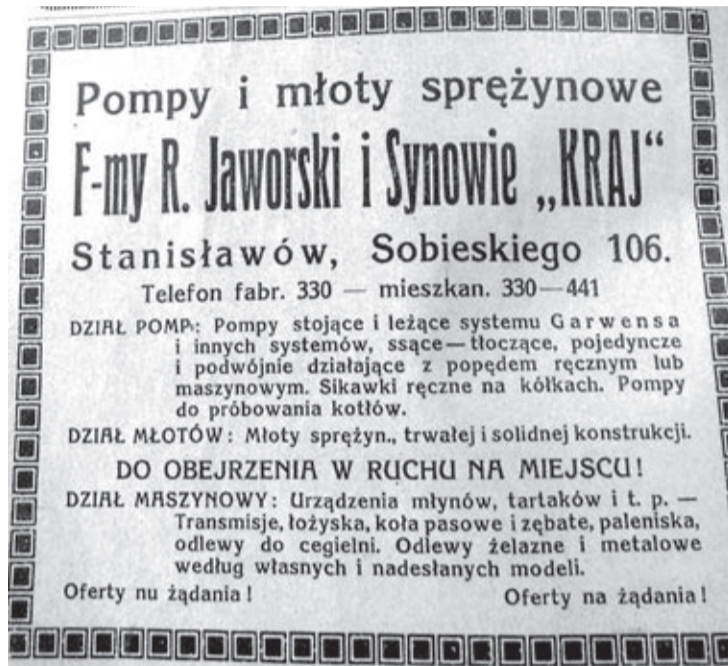 Pompy i młoty sprężynowe
F-my R. Jaworski i Synowie „KRAJ“
Stanisławów, Sobieskiego 106.
Telefon fabr. 330 — mieszkan. 330—441
DZIAŁ POMP: Pompy stojące i leżące systemu Garwensa
i innych systemów, ssące—tłoczące, pojedyncze
i podwójnie działające z popędem ręcznym lub
maszynowym. Sikawki ręczne na kółkach. Pompy
do próbowania kotłów.
DZIAŁ MŁOTÓW: Młoty sprężyn., trwałej i solidnej konstrukcji.
DO OBEJRZENIA W RUCHU NA MIEJSCU!
DZIAŁ MASZYNOWY: Urządzenia młynów, tartaków i t. p. —
Transmisje, łożyska, koła pasowe i zębate, paleniska,
odlewy do cegielni. Odlewy żelazne i metalowe
według własnych i nadesłanych modeli.
Oferty nu żądania! Oferty na żądania!